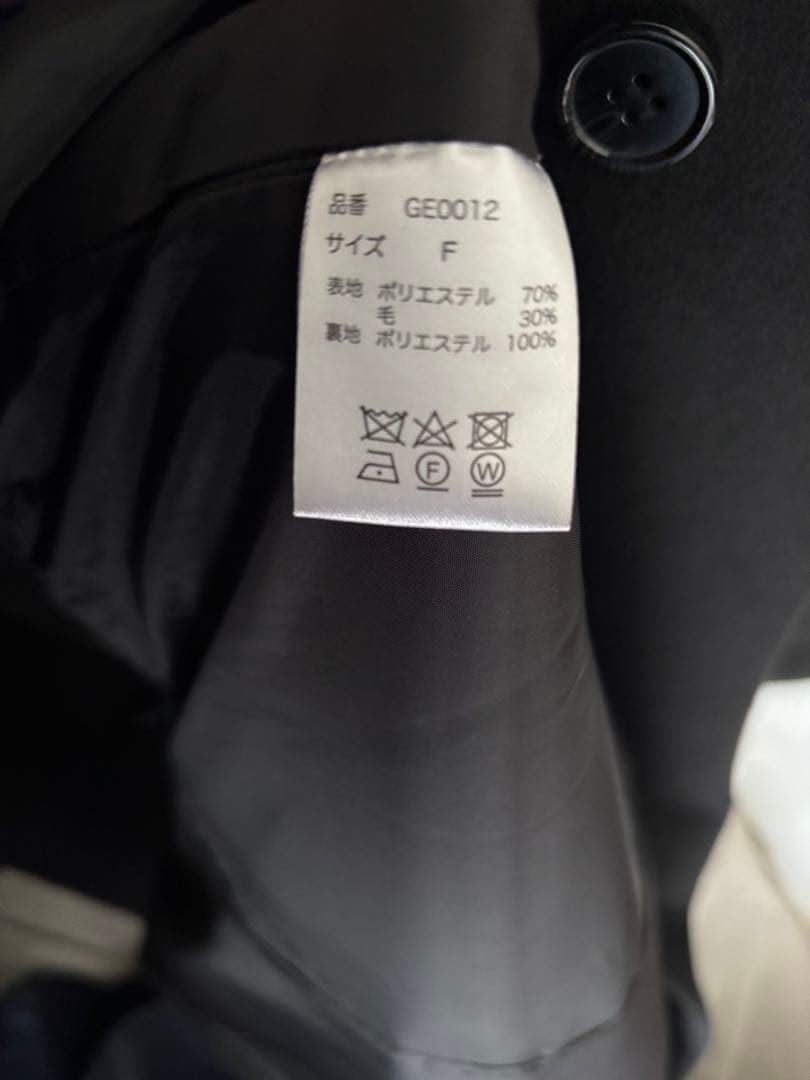 品番 GE0012
サイズ F
表地 ポリエステル 70%
毛 30%
裏地 ポリエステル 100%
F W